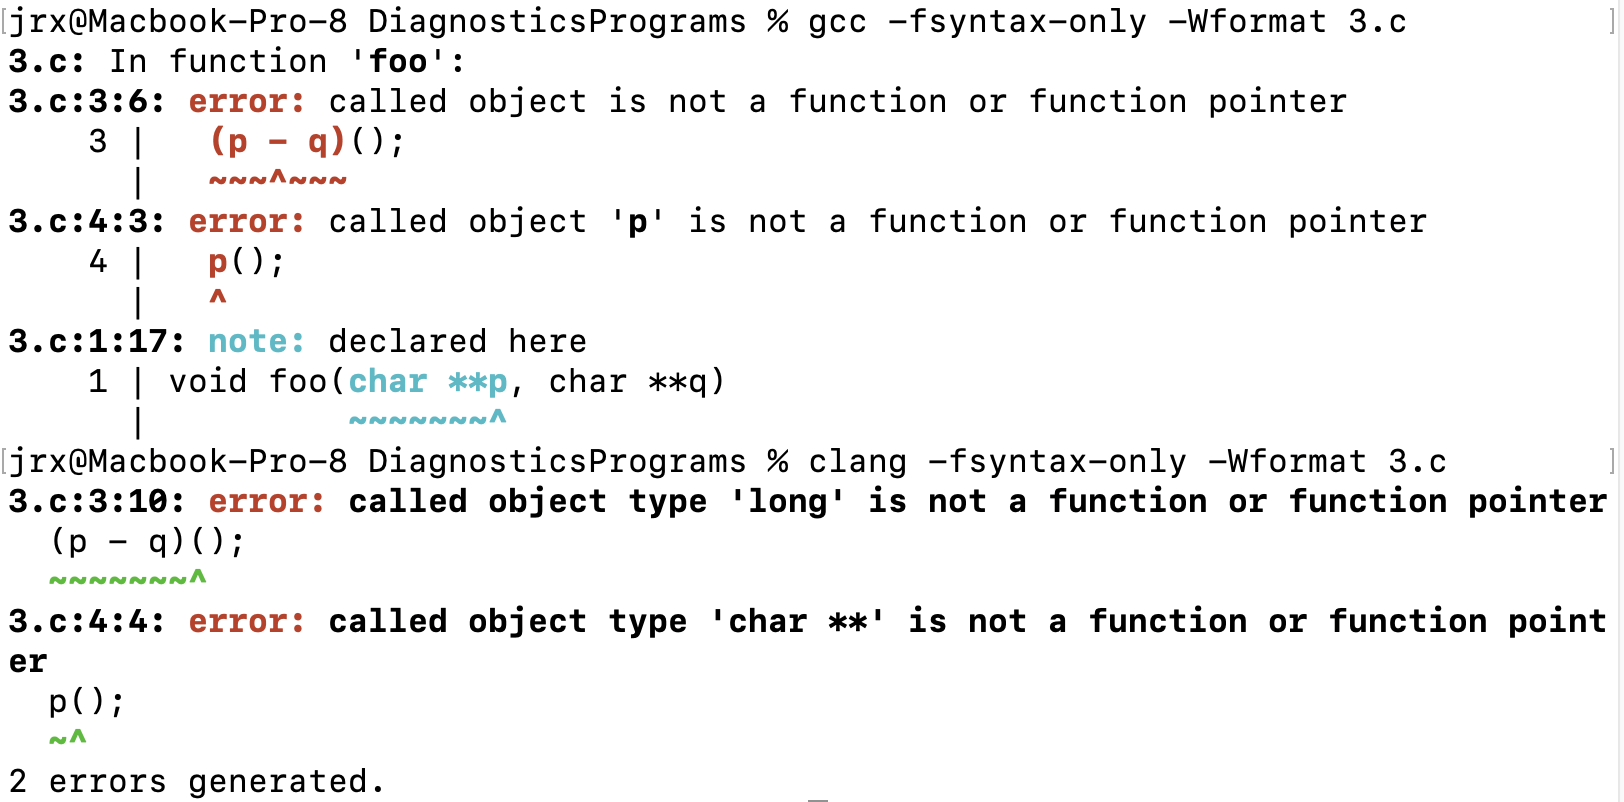 [jrx@Macbook-Pro-8 DiagnosticsPrograms % gcc -fsyntax-only -Wformat 3.c ]
3.c: In function 'foo':
3.c:3:6: error: called object is not a function or function pointer
    3 |   (p - q)();
      |   ~~~^~~~
3.c:4:3: error: called object 'p' is not a function or function pointer
    4 |   p();
      |   ^
3.c:1:17: note: declared here
    1 | void foo(char **p, char **q)
      |          ~~~~~~~^
[jrx@Macbook-Pro-8 DiagnosticsPrograms % clang -fsyntax-only -Wformat 3.c ]
3.c:3:10: error: called object type 'long' is not a function or function pointer
  (p - q)();
  ~~~~~~~^
3.c:4:4: error: called object type 'char **' is not a function or function point
er
  p();
  ~^
2 errors generated.